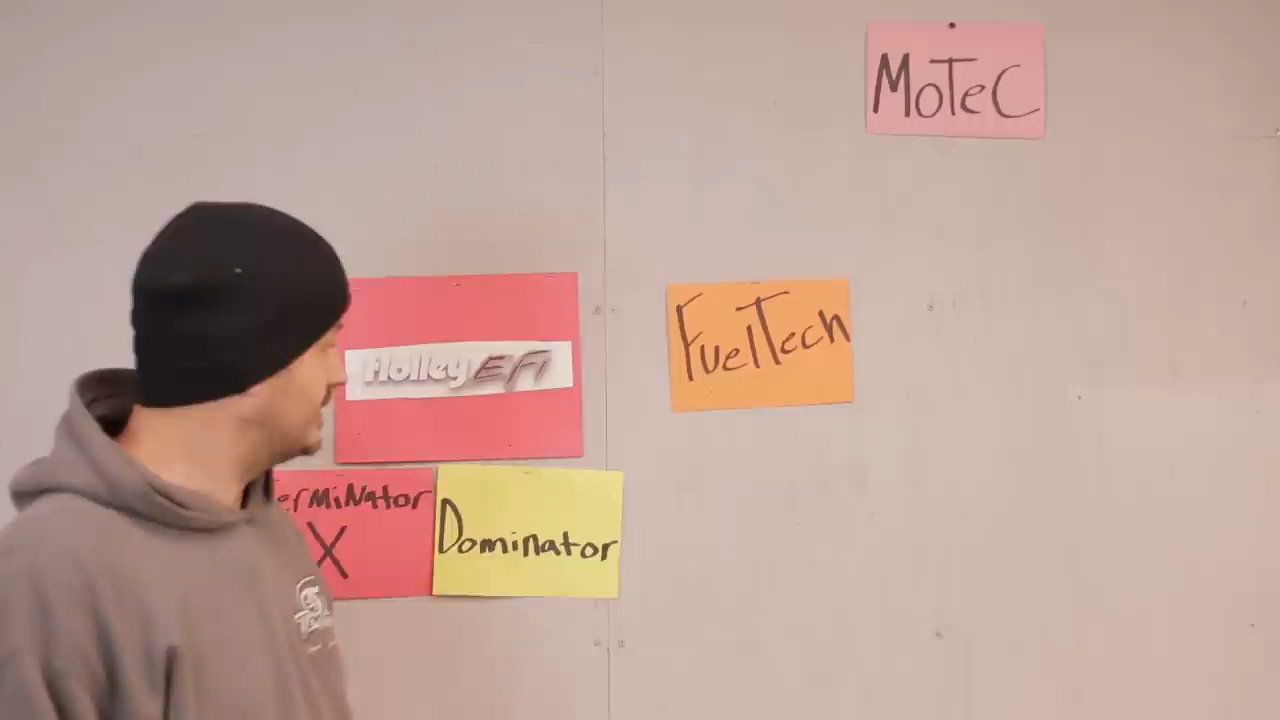 MoTeC
Holley EFI
FuelTech
erMiNator
X
Dominator